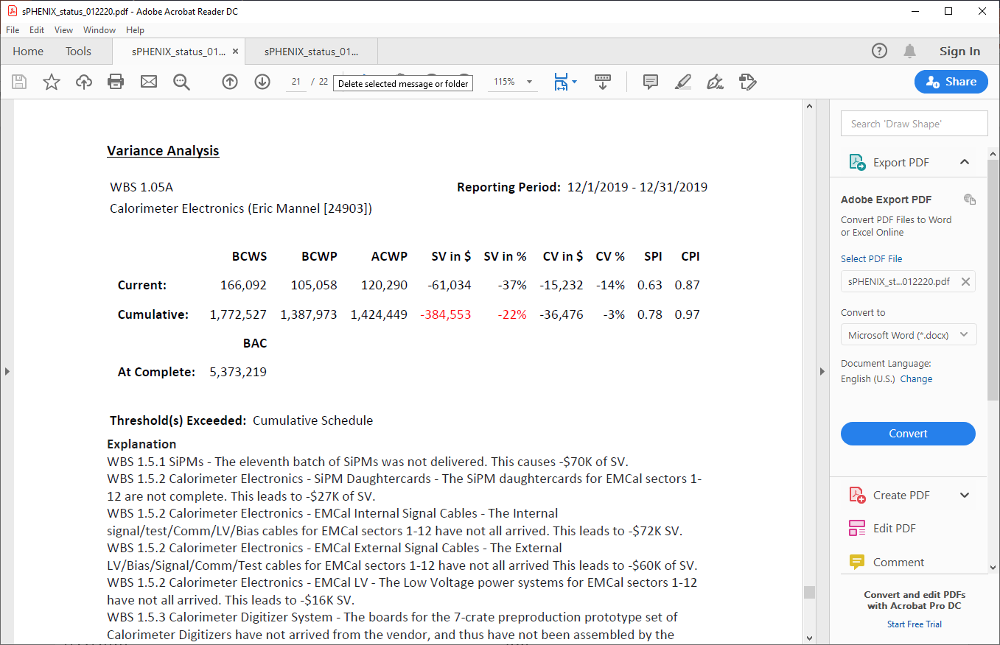 sPHENIX_status_012220.pdf - Adobe Acrobat Reader DC
File Edit View Window Help
Home Tools sPHENIX_status_01... × sPHENIX_status_01... Sign In
21 / 22 Delete selected message or folder 115% Share
Variance Analysis
WBS 1.05A Reporting Period: 12/1/2019 - 12/31/2019
Calorimeter Electronics (Eric Mannel [24903])
BCWS BCWP ACWP SV in $ SV in % CV in $ CV % SPI CPI
Current: 166,092 105,058 120,290 -61,034 -37% -15,232 -14% 0.63 0.87
Cumulative: 1,772,527 1,387,973 1,424,449 -384,553 -22% -36,476 -3% 0.78 0.97
BAC
At Complete: 5,373,219
Threshold(s) Exceeded: Cumulative Schedule
Explanation
WBS 1.5.1 SiPMs - The eleventh batch of SiPMs was not delivered. This causes -$70K of SV.
WBS 1.5.2 Calorimeter Electronics - SiPM Daughtercards - The SiPM daughtercards for EMCal sectors 1-
12 are not complete. This leads to -$27K of SV.
WBS 1.5.2 Calorimeter Electronics - EMCal Internal Signal Cables - The Internal
signal/test/Comm/LV/Bias cables for EMCal sectors 1-12 have not all arrived. This leads to -$72K SV.
WBS 1.5.2 Calorimeter Electronics - EMCal External Signal Cables - The External
LV/Bias/Signal/Comm/Test cables for EMCal sectors 1-12 have not all arrived This leads to -$60K of SV.
WBS 1.5.2 Calorimeter Electronics - EMCal LV - The Low Voltage power systems for EMCal sectors 1-12
have not all arrived. This leads to -$16K SV.
WBS 1.5.3 Calorimeter Digitizer System - The boards for the 7-crate preproduction prototype set of
Calorimeter Digitizers have not arrived from the vendor, and thus have not been assembled by the
Search 'Draw Shape'
Export PDF
Adobe Export PDF
Convert PDF Files to Word
or Excel Online
Select PDF File
sPHENIX_st...012220.pdf
Convert to
Microsoft Word (*.docx)
Document Language:
English (U.S.) Change
Convert
Create PDF
Edit PDF
Comment
Convert and edit PDFs
with Acrobat Pro DC
Start Free Trial